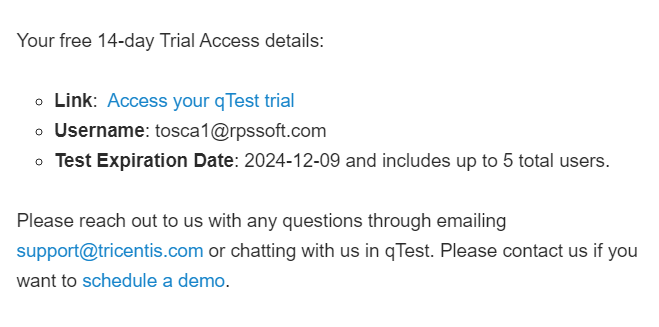 Your free 14-day Trial Access details:
Link: Access your qTest trial
Username: tosca1@rpssoft.com
Test Expiration Date: 2024-12-09 and includes up to 5 total users.
Please reach out to us with any questions through emailing
support@tricentis.com or chatting with us in qTest. Please contact us if you
want to schedule a demo.